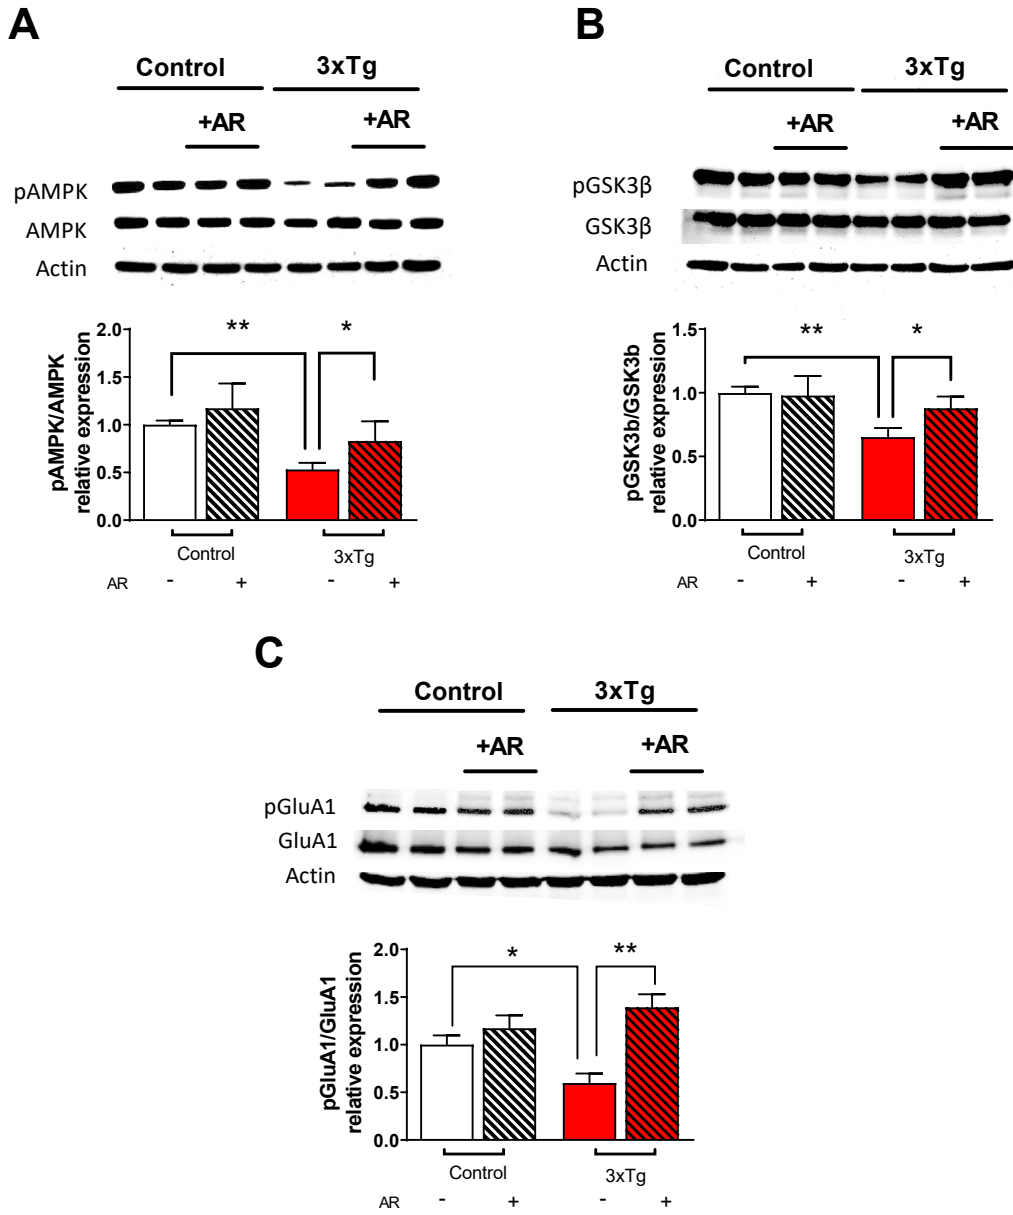 A
Control 3xTg
+AR +AR
pAMPK
AMPK
Actin
pAMPK/AMPK
relative expression
2.0
1.5
1.0
0.5
0.0
** *
Control 3xTg
AR - + - +
B
Control 3xTg
+AR +AR
pGSK3β
GSK3β
Actin
pGSK3b/GSK3b
relative expression
1.5
1.0
0.5
0.0
** *
Control 3xTg
AR - + - +
C
Control 3xTg
+AR +AR
pGluA1
GluA1
Actin
pGluA1/GluA1
relative expression
2.0
1.5
1.0
0.5
0.0
* **
Control 3xTg
AR - + - +